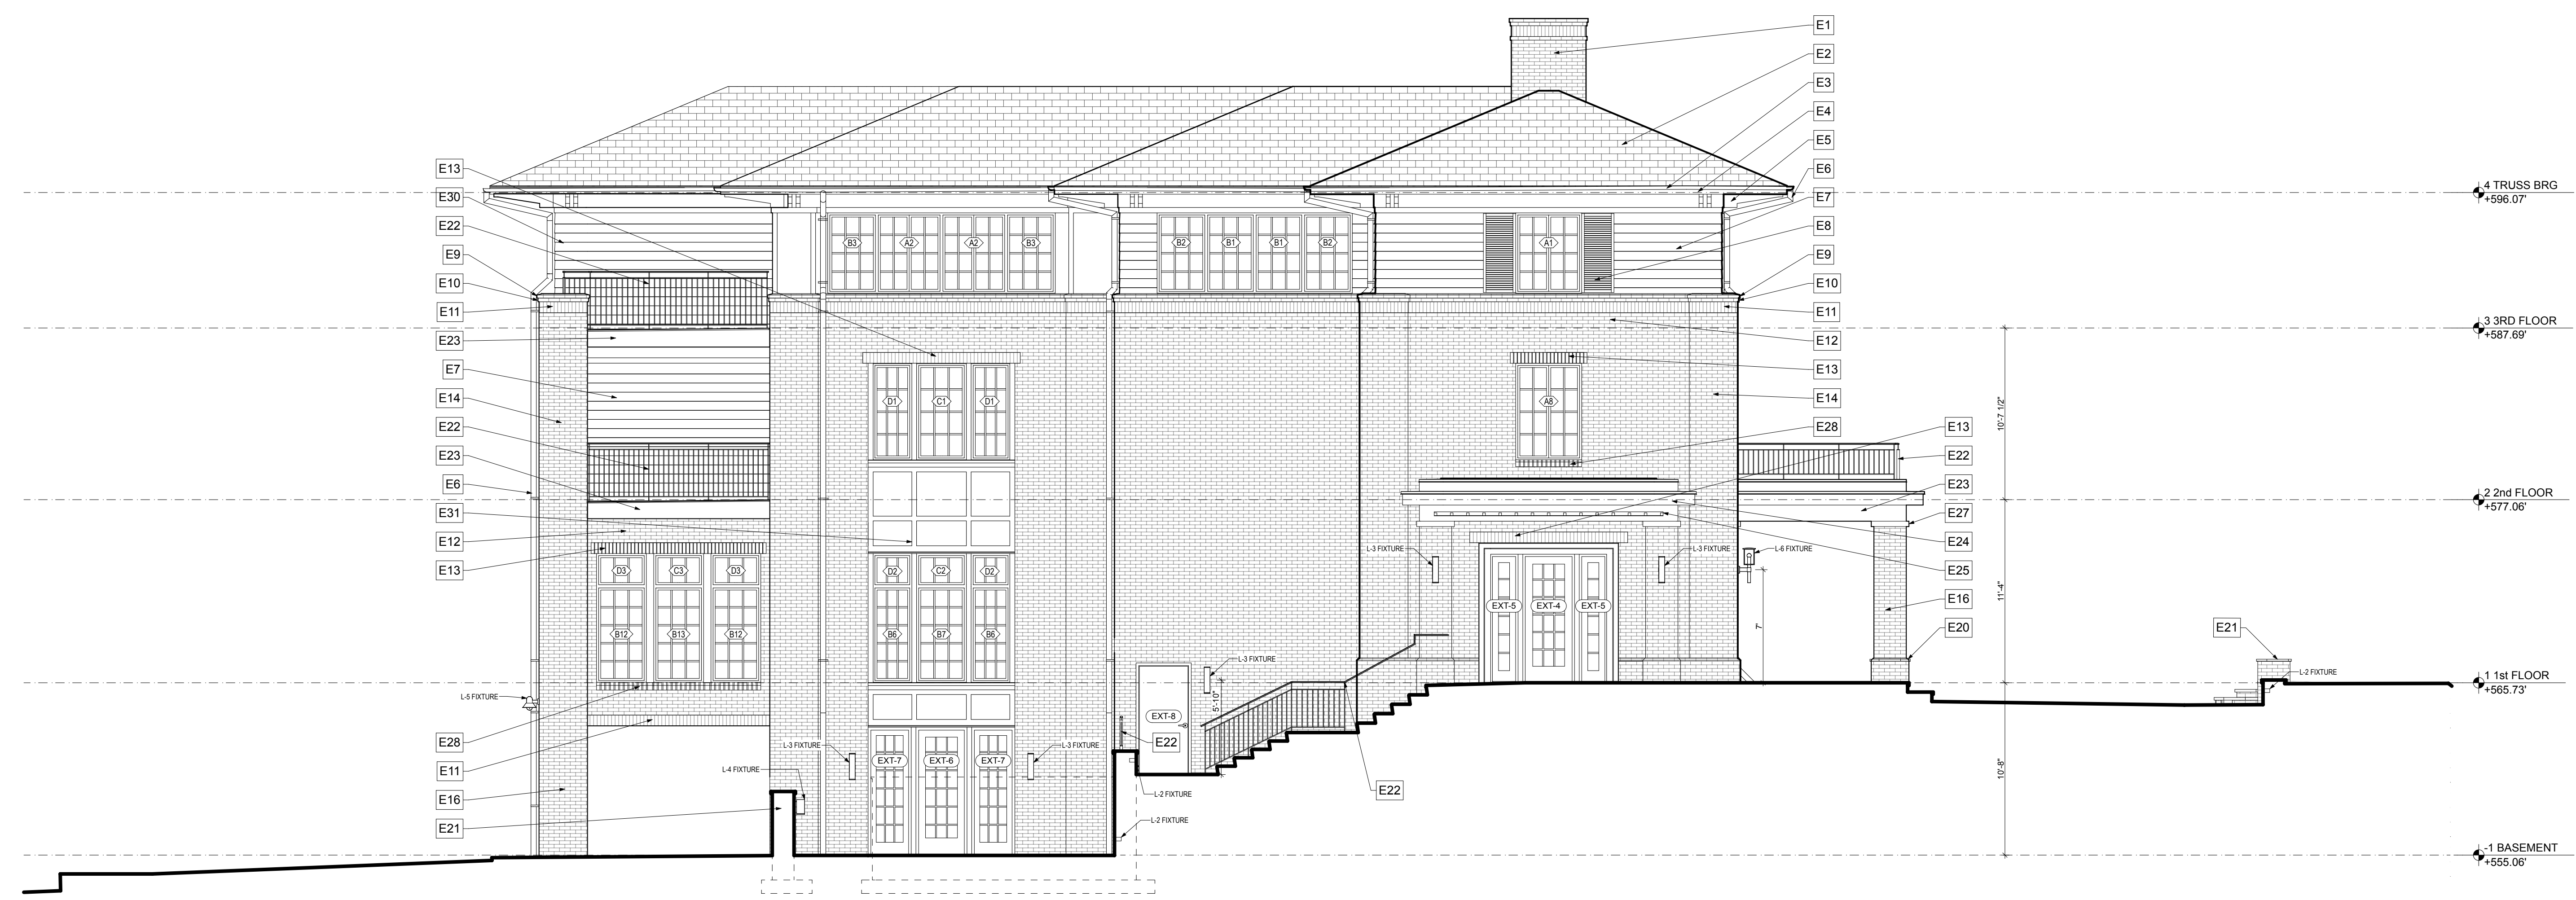 E1
E2
E3
E4
E5
E6
E7
E8
E9
E10
E11
E12
E13
E14
E28
E13
E30
E22
E9
E10
E11
E23
E7
E14
E22
E23
E6
E31
E12
E13
E28
E11
E16
E21
B3
A2
A2
B3
B2
B1
B1
B2
A1
D1
C1
D1
A8
D3
C3
D3
B12
B13
B12
D2
C2
D2
B6
B7
B6
EXT-7
EXT-6
EXT-7
EXT-8
EXT-5
EXT-4
EXT-5
L-5 FIXTURE
L-4 FIXTURE
L-3 FIXTURE
L-3 FIXTURE
L-3 FIXTURE
L-3 FIXTURE
L-3 FIXTURE
L-6 FIXTURE
L-2 FIXTURE
L-2 FIXTURE
E22
5'-10"
E22
7'
E13
E22
E23
E27
E24
E25
E16
E20
E21
L-2 FIXTURE
10'-7 1/2"
11'-4"
10'-8"
4 TRUSS BRG
+596.07'
3 3RD FLOOR
+587.69'
2 2nd FLOOR
+577.06'
1 1st FLOOR
+565.73'
-1 BASEMENT
+555.06'